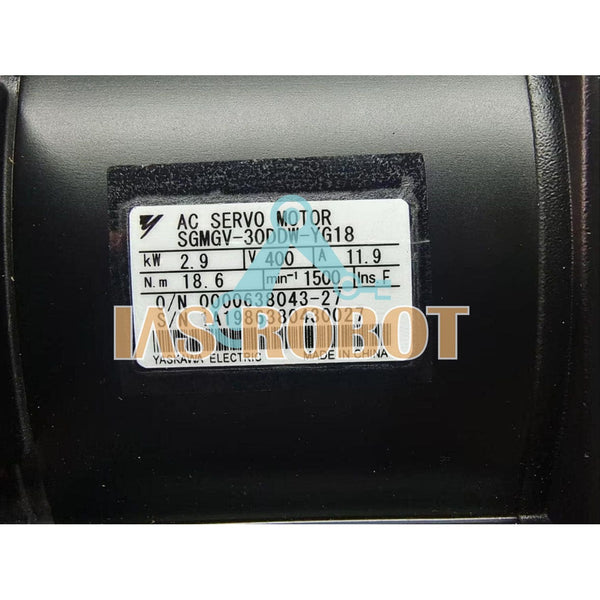 AC SERVO MOTOR
SGMGV-30DDW-YG18
kW 2.9 V 400 A 11.9
N.m 18.6 min⁻¹ 1500 Ins. F
O/N 0000638043-27
S/N
IAS ROBOT
YASKAWA ELECTRIC MADE IN CHINA